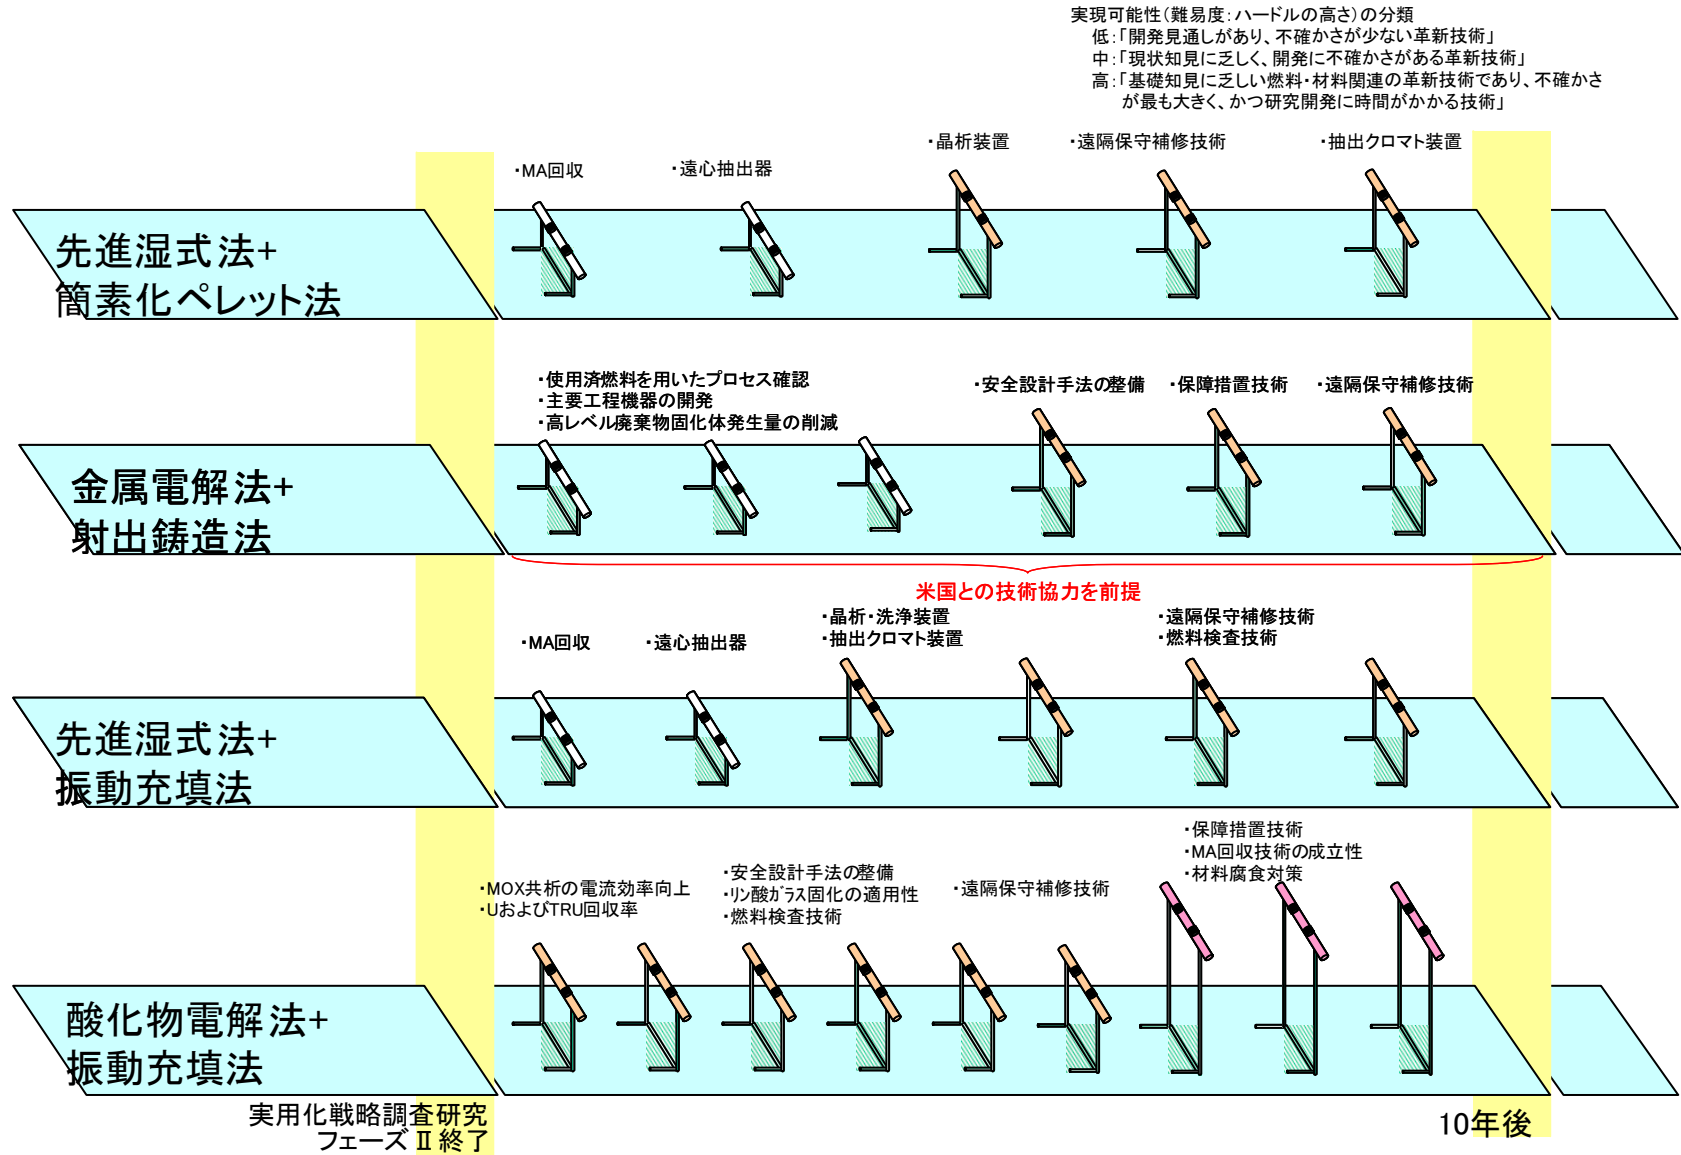 実現可能性(難易度:ハードルの高さ)の分類
低:「開発見通しがあり、不確かさが少ない革新技術」
中:「現状知見に乏しく、開発に不確かさがある革新技術」
高:「基礎知見に乏しい燃料・材料関連の革新技術であり、不確かさ
が最も大きく、かつ研究開発に時間がかかる技術」
・MA回収
・遠心抽出器
・晶析装置
・遠隔保守補修技術
・抽出クロマト装置
先進湿式法+
簡素化ペレット法
・使用済燃料を用いたプロセス確認
・主要工程機器の開発
・高レベル廃棄物固化体発生量の削減
・安全設計手法の整備
・保障措置技術
・遠隔保守補修技術
金属電解法+
射出鋳造法
米国との技術協力を前提
・MA回収
・遠心抽出器
・晶析・洗浄装置
・抽出クロマト装置
・遠隔保守補修技術
・燃料検査技術
先進湿式法+
振動充填法
・MOX共析の電流効率向上
・UおよびTRU回収率
・安全設計手法の整備
・リン酸ガラス固化の適用性
・燃料検査技術
・遠隔保守補修技術
・保障措置技術
・MA回収技術の成立性
・材料腐食対策
酸化物電解法+
振動充填法
実用化戦略調査研究
フェーズⅡ終了
10年後